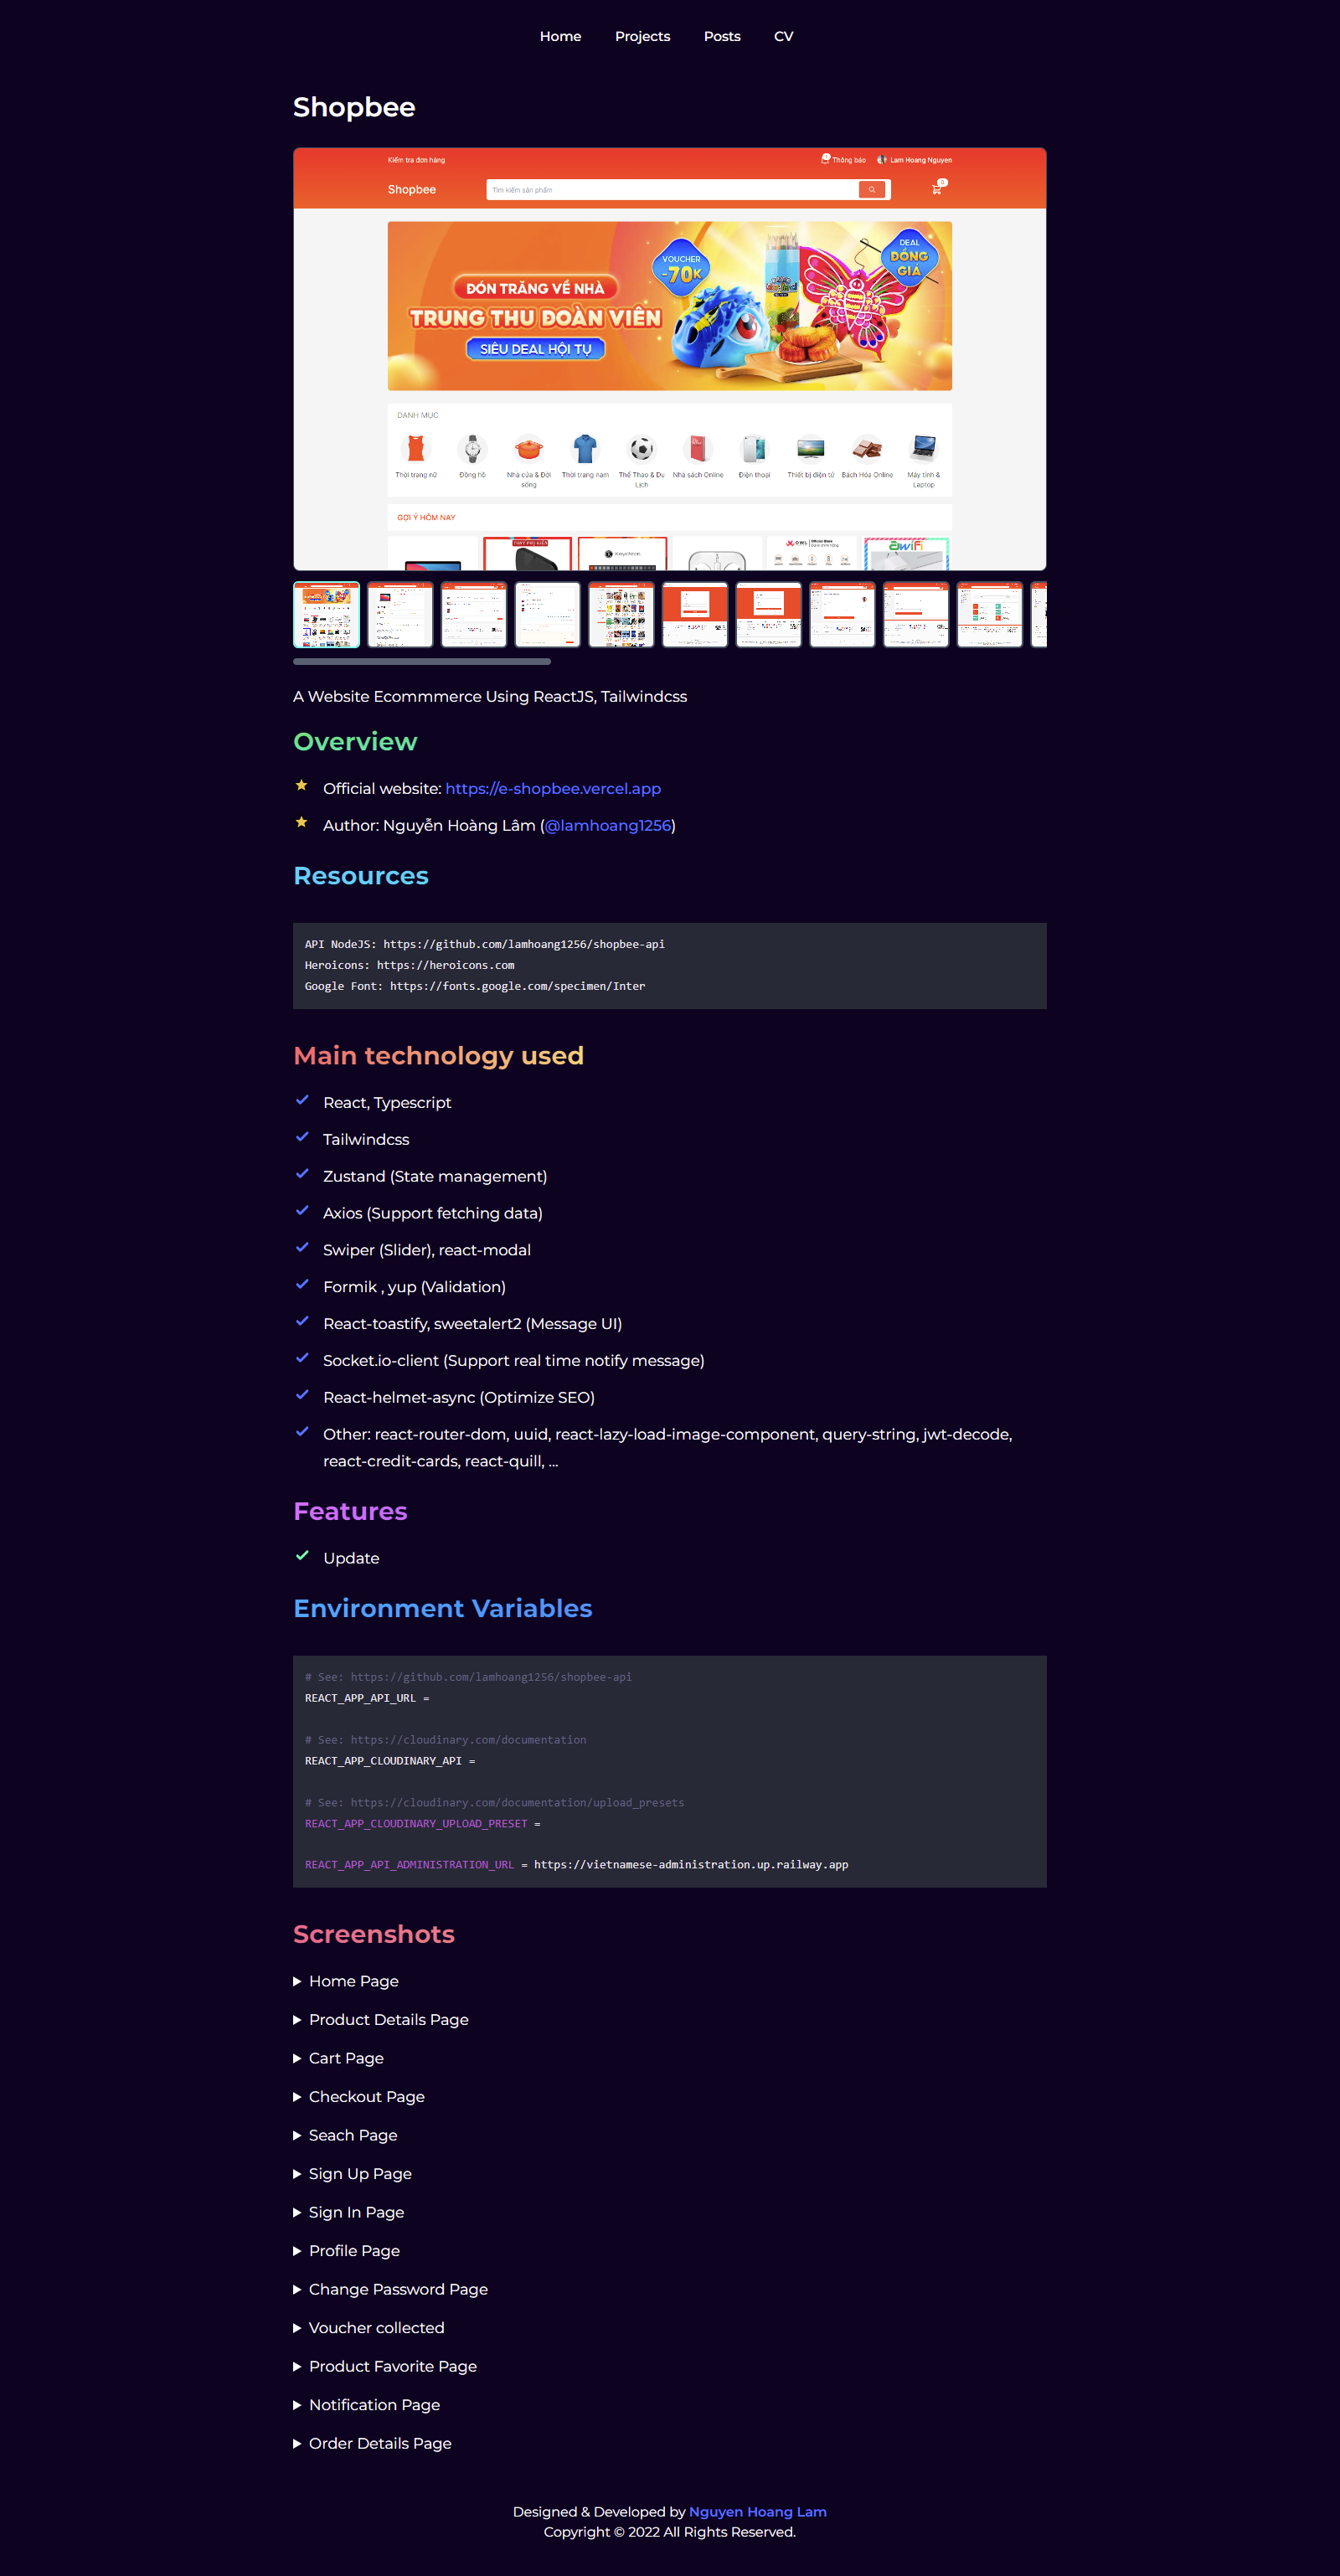 Home Projects Posts CV
Shopbee
Kiểm tra đơn hàng Thông báo Lam Hoang Nguyen
Shopbee Tìm kiếm sản phẩm 0
VOUCHER
-70K
DEAL
ĐỒNG
GIÁ
ĐÓN TRĂNG VỀ NHÀ
TRUNG THU ĐOÀN VIÊN
SIÊU DEAL HỘI TỤ
DANH MỤC
Thời trang nữ Đồng hồ Nhà cửa & Đời sống Thời trang nam Thể Thao & Du Lịch Nhà sách Online Điện thoại Thiết bị điện tử Bách Hóa Online Máy tính & Laptop
GỢI Ý HÔM NAY
TONY PHỤ KIỆN Keychron
A Website Ecommmerce Using ReactJS, Tailwindcss
Overview
Official website: https://e-shopbee.vercel.app
Author: Nguyễn Hoàng Lâm (@lamhoang1256)
Resources
API NodeJS: https://github.com/lamhoang1256/shopbee-api
Heroicons: https://heroicons.com
Google Font: https://fonts.google.com/specimen/Inter
Main technology used
React, Typescript
Tailwindcss
Zustand (State management)
Axios (Support fetching data)
Swiper (Slider), react-modal
Formik , yup (Validation)
React-toastify, sweetalert2 (Message UI)
Socket.io-client (Support real time notify message)
React-helmet-async (Optimize SEO)
Other: react-router-dom, uuid, react-lazy-load-image-component, query-string, jwt-decode,
react-credit-cards, react-quill, ...
Features
Update
Environment Variables
# See: https://github.com/lamhoang1256/shopbee-api
REACT_APP_API_URL =
# See: https://cloudinary.com/documentation
REACT_APP_CLOUDINARY_API =
# See: https://cloudinary.com/documentation/upload_presets
REACT_APP_CLOUDINARY_UPLOAD_PRESET =
REACT_APP_API_ADMINISTRATION_URL = https://vietnamese-administration.up.railway.app
Screenshots
Home Page
Product Details Page
Cart Page
Checkout Page
Seach Page
Sign Up Page
Sign In Page
Profile Page
Change Password Page
Voucher collected
Product Favorite Page
Notification Page
Order Details Page
Designed & Developed by Nguyen Hoang Lam
Copyright © 2022 All Rights Reserved.